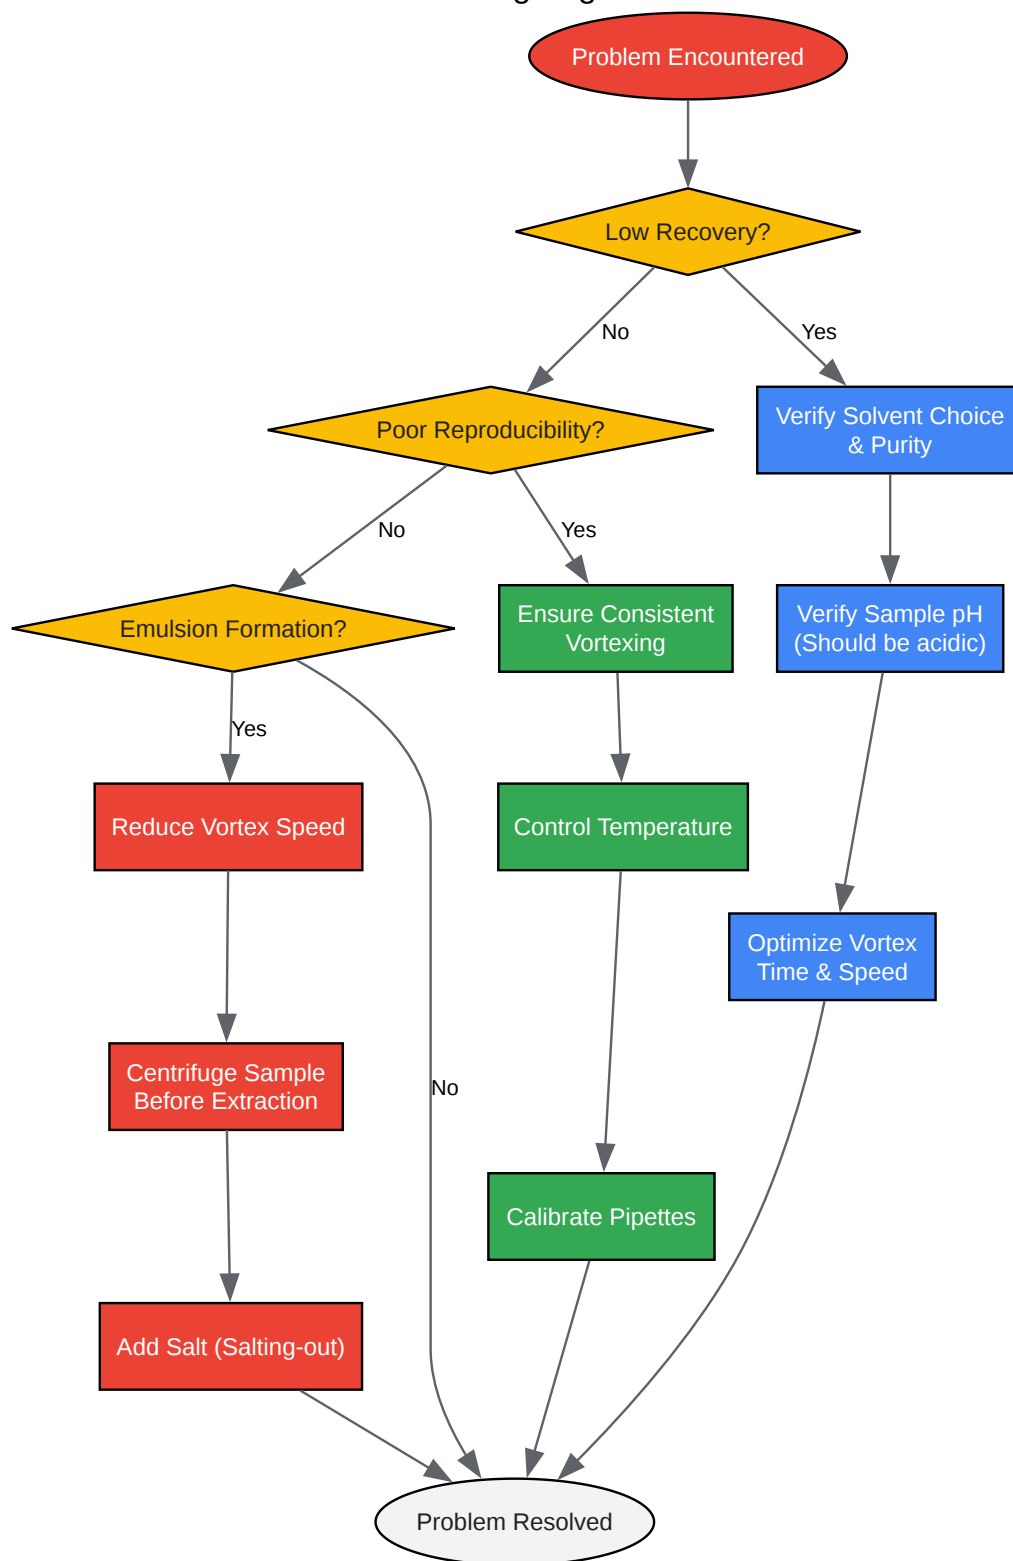 Problem Encountered
Low Recovery?
No
Yes
Poor Reproducibility?
Verify Solvent Choice
& Purity
No
Yes
Emulsion Formation?
Ensure Consistent
Vortexing
Verify Sample pH
(Should be acidic)
Yes
Reduce Vortex Speed
Control Temperature
Optimize Vortex
Time & Speed
Centrifuge Sample
Before Extraction
No
Calibrate Pipettes
Add Salt (Salting-out)
Problem Resolved